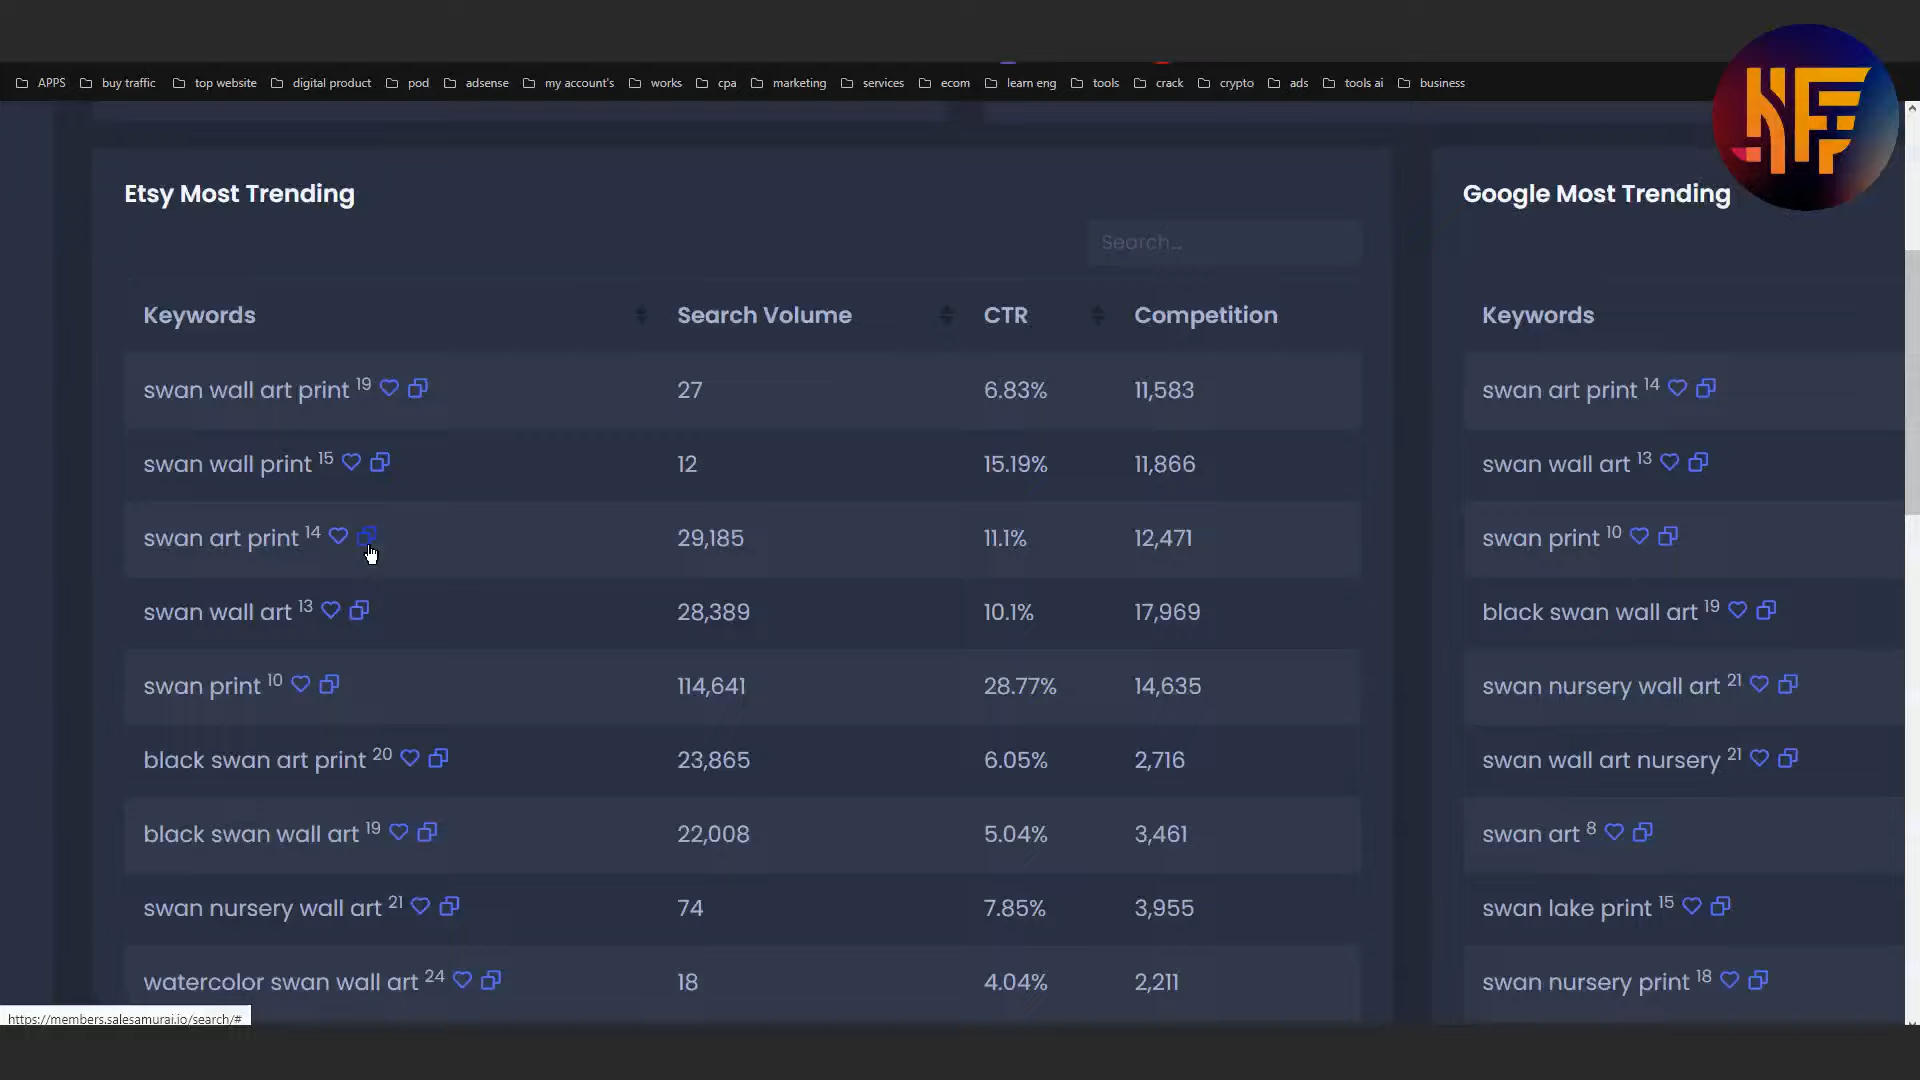 APPS buy traffic top website digital product pod adsense my account's works cpa marketing services ecom learn eng tools crack crypto ads tools ai business
Etsy Most Trending
Search...
Keywords Search Volume CTR Competition
swan wall art print 19 27 6.83% 11,583
swan wall print 15 12 15.19% 11,866
swan art print 14 29,185 11.1% 12,471
swan wall art 13 28,389 10.1% 17,969
swan print 10 114,641 28.77% 14,635
black swan art print 20 23,865 6.05% 2,716
black swan wall art 19 22,008 5.04% 3,461
swan nursery wall art 21 74 7.85% 3,955
watercolor swan wall art 24 18 4.04% 2,211
Google Most Trending
Keywords
swan art print 14
swan wall art 13
swan print 10
black swan wall art 19
swan nursery wall art 21
swan wall art nursery 21
swan art 8
swan lake print 15
swan nursery print 18
https://members.salesamurai.io/search/#